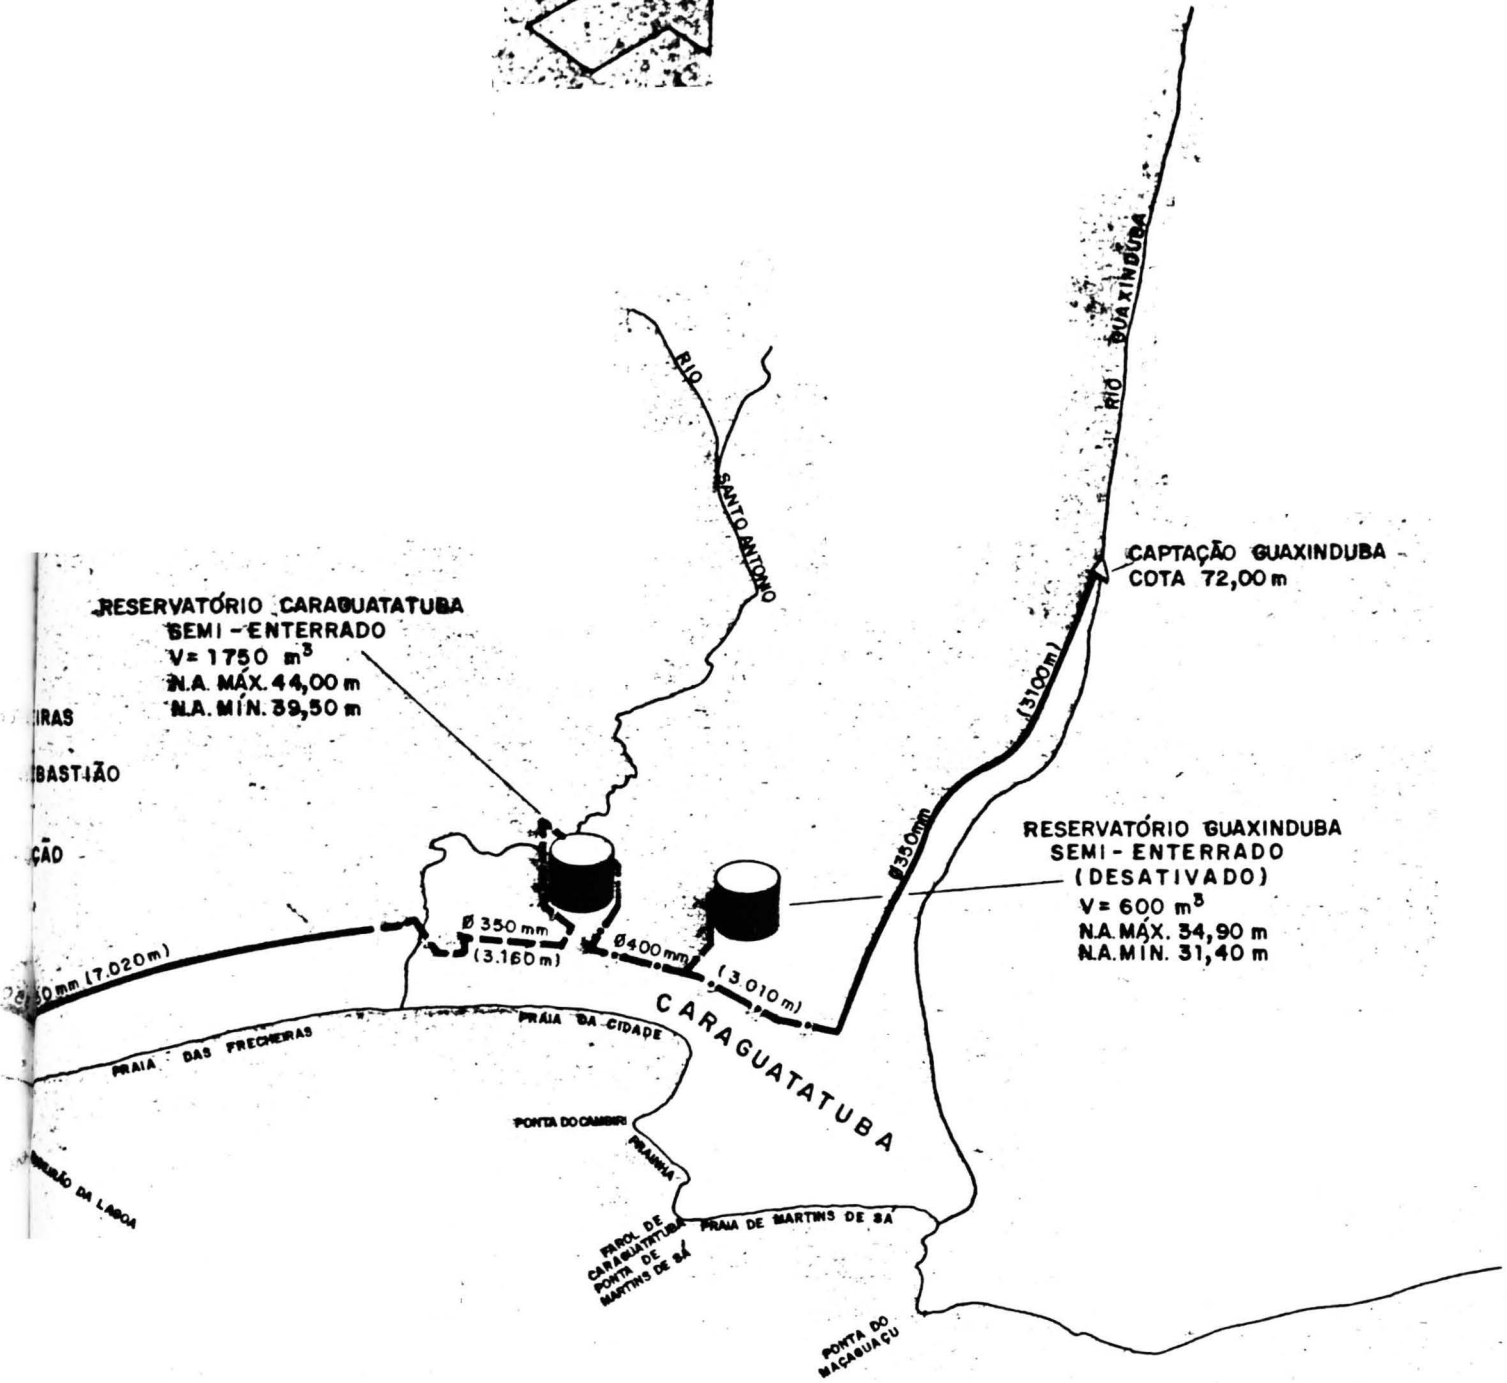 RIO GUAXINDUBA
RIO
SANTO ANTONIO
CAPTAÇÃO GUAXINDUBA
COTA 72,00 m
RESERVATÓRIO CARAGUATATUBA
SEMI-ENTERRADO
V= 1750 m³
N.A. MÁX. 44,00 m
N.A. MÍN. 39,50 m
(3100m)
IRAS
BASTIÃO
ÇÃO
Ø350mm
RESERVATÓRIO GUAXINDUBA
SEMI-ENTERRADO
(DESATIVADO)
V= 600 m³
N.A. MÁX. 34,90 m
N.A. MÍN. 31,40 m
Ø 350 mm
(3.160 m)
Ø400mm
(3.010 m)
0mm (7.020m)
CARAGUATATUBA
PRAIA DAS FRECHEIRAS
PRAIA DA CIDADE
PONTA DO CAMBIRI
PRAINHA
DA LAGOA
FAROL DE
CARAGUATATUBA
PONTA DE
MARTINS DE SÁ
PRAIA DE MARTINS DE SÁ
PONTA DO
MAÇAGUAÇU